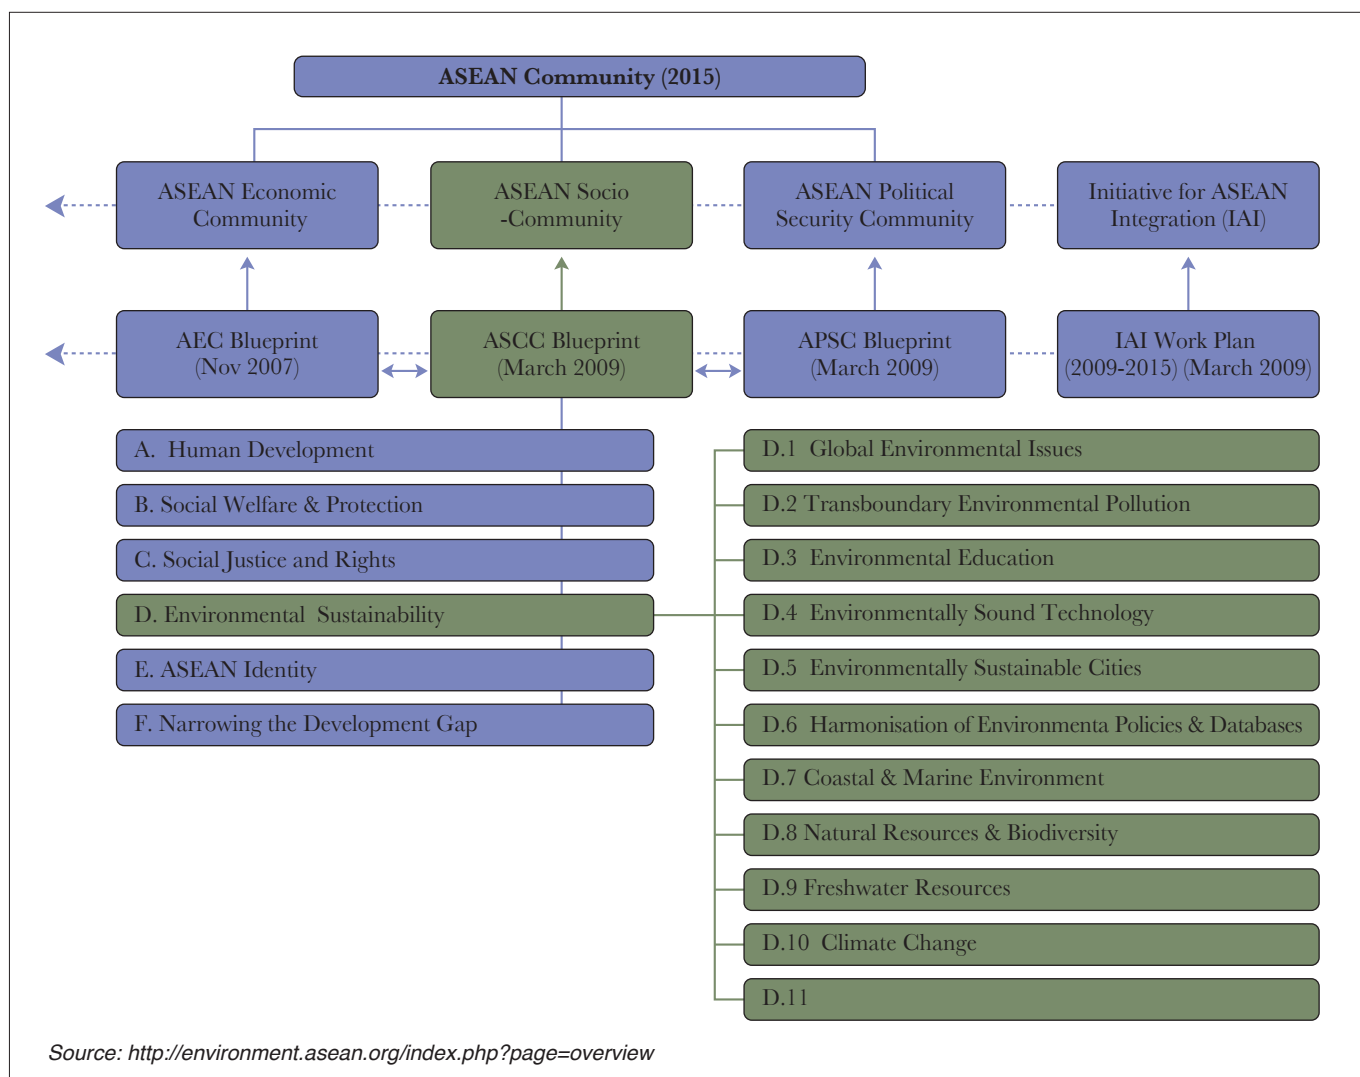 ASEAN Community (2015)
ASEAN Economic
Community
ASEAN Socio
-Community
ASEAN Political
Security Community
Initiative for ASEAN
Integration (IAI)
AEC Blueprint
(Nov 2007)
ASCC Blueprint
(March 2009)
APSC Blueprint
(March 2009)
IAI Work Plan
(2009-2015) (March 2009)
A. Human Development
B. Social Welfare & Protection
C. Social Justice and Rights
D. Environmental Sustainability
E. ASEAN Identity
F. Narrowing the Development Gap
D.1 Global Environmental Issues
D.2 Transboundary Environmental Pollution
D.3 Environmental Education
D.4 Environmentally Sound Technology
D.5 Environmentally Sustainable Cities
D.6 Harmonisation of Environmenta Policies & Databases
D.7 Coastal & Marine Environment
D.8 Natural Resources & Biodiversity
D.9 Freshwater Resources
D.10 Climate Change
D.11
Source: http://environment.asean.org/index.php?page=overview